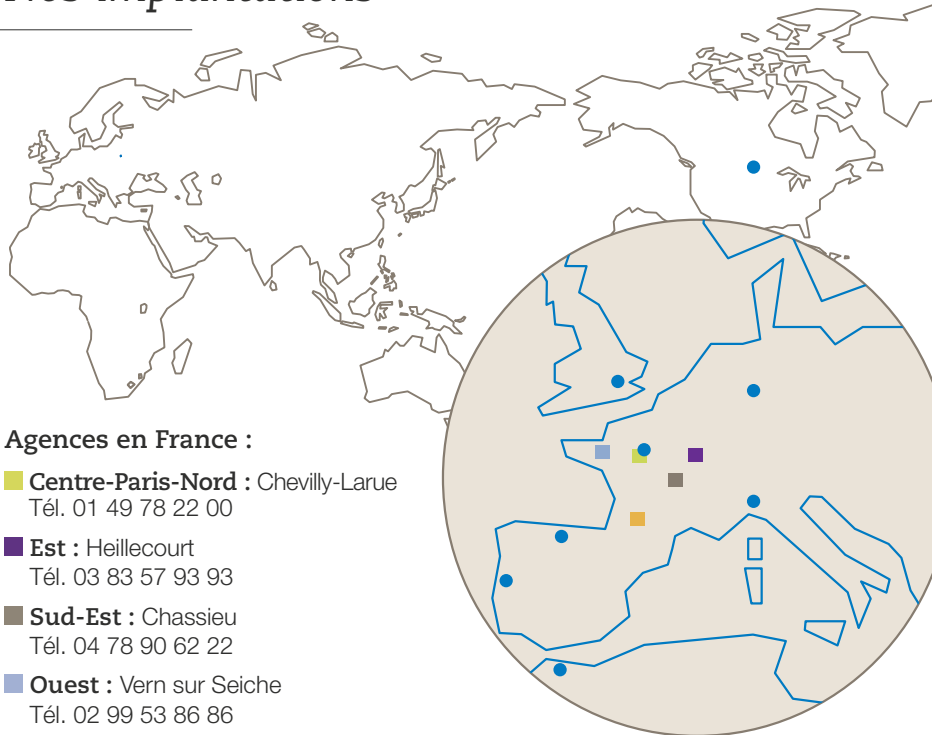 Nos implantations
Agences en France :
Centre-Paris-Nord : Chevilly-Larue
Tél. 01 49 78 22 00
Est : Heillecourt
Tél. 03 83 57 93 93
Sud-Est : Chassieu
Tél. 04 78 90 62 22
Ouest : Vern sur Seiche
Tél. 02 99 53 86 86